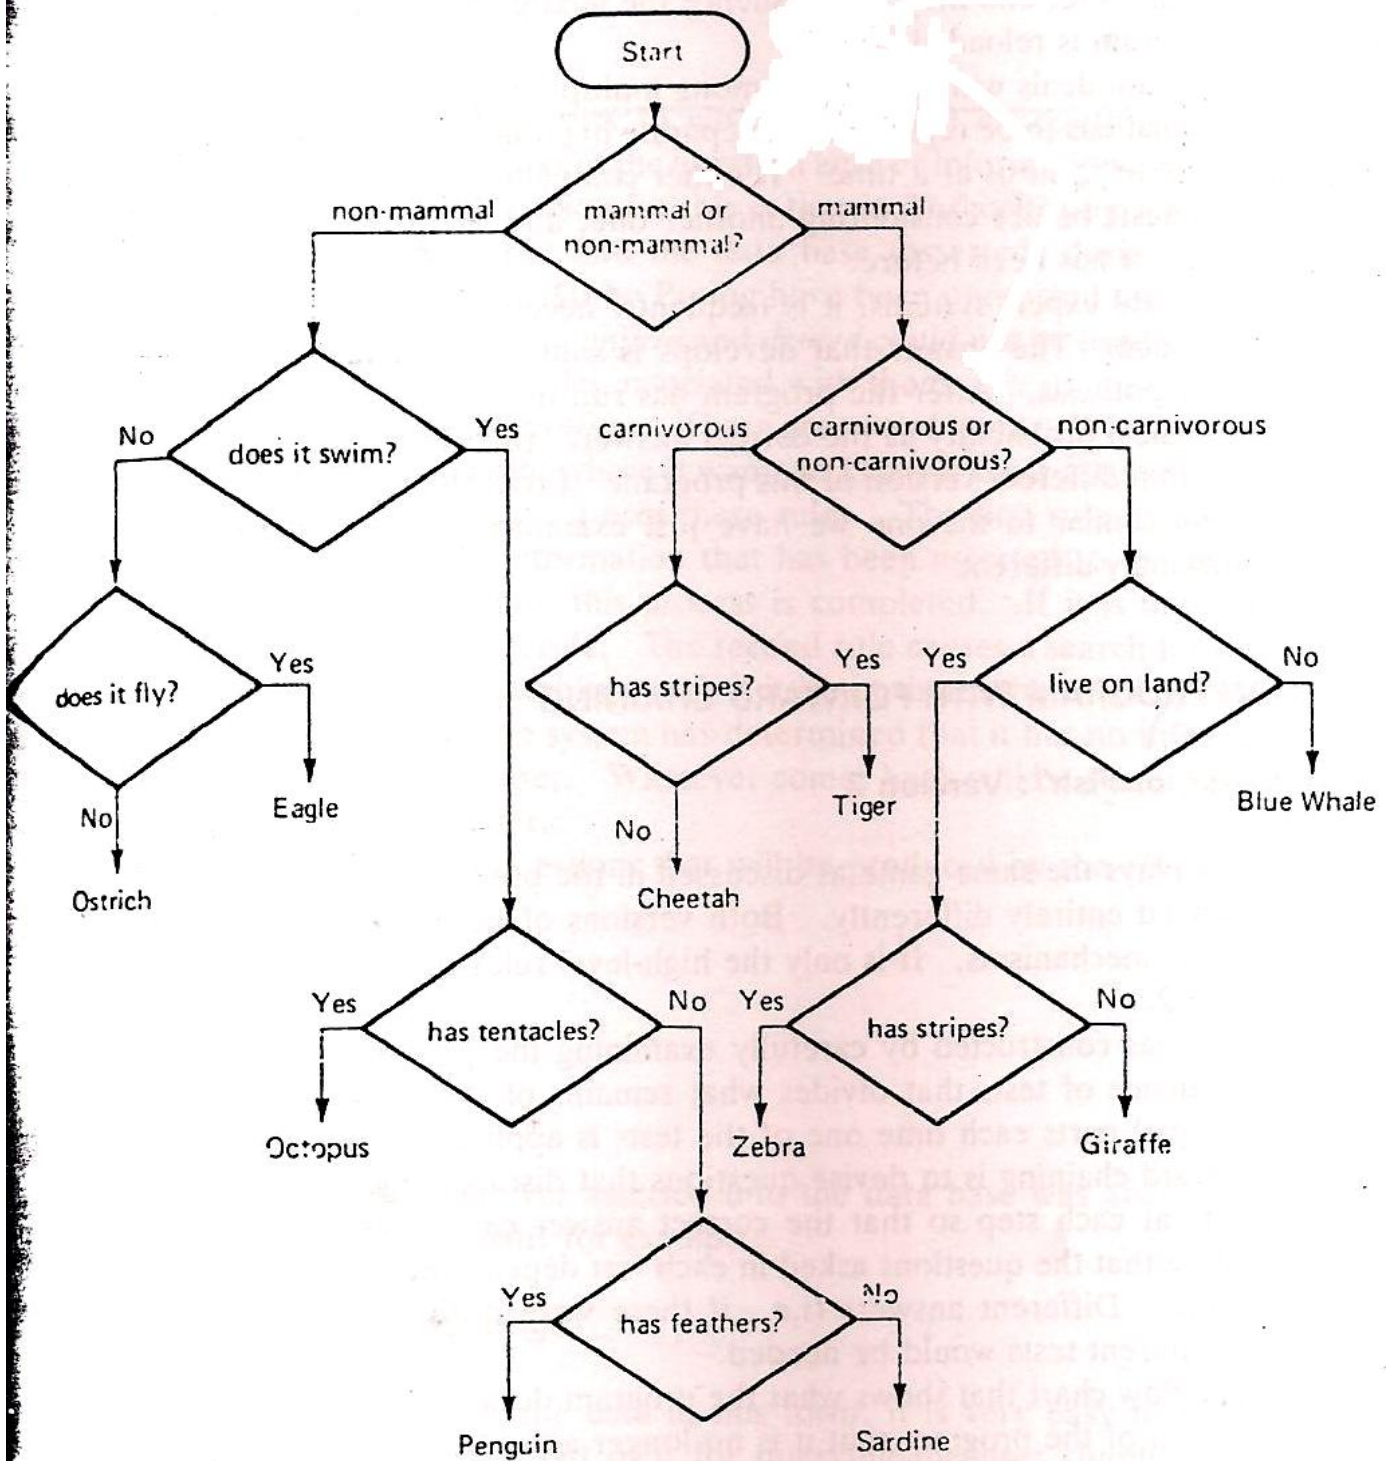 Start
mammal or
non-mammal?
non-mammal
mammal
does it swim?
No
Yes
carnivorous or
non-carnivorous?
carnivorous
non-carnivorous
does it fly?
Yes
No
Eagle
Ostrich
has stripes?
Yes
No
Tiger
Cheetah
live on land?
Yes
No
Blue Whale
has tentacles?
Yes
No
Octopus
has stripes?
Yes
No
Zebra
Giraffe
has feathers?
Yes
No
Penguin
Sardine